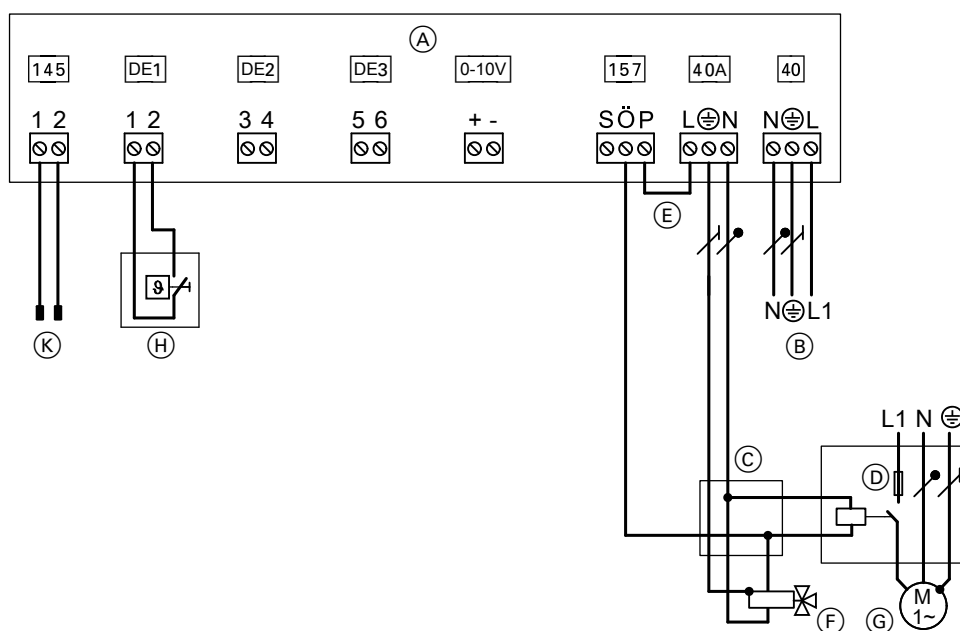 A
145 DE1 DE2 DE3 0-10V 157 40A 40
1 2 1 2 3 4 5 6 + - S Ö P L N N L
E
ϑ
N L1
K H B
L1 N
C
D
M
1~
F G